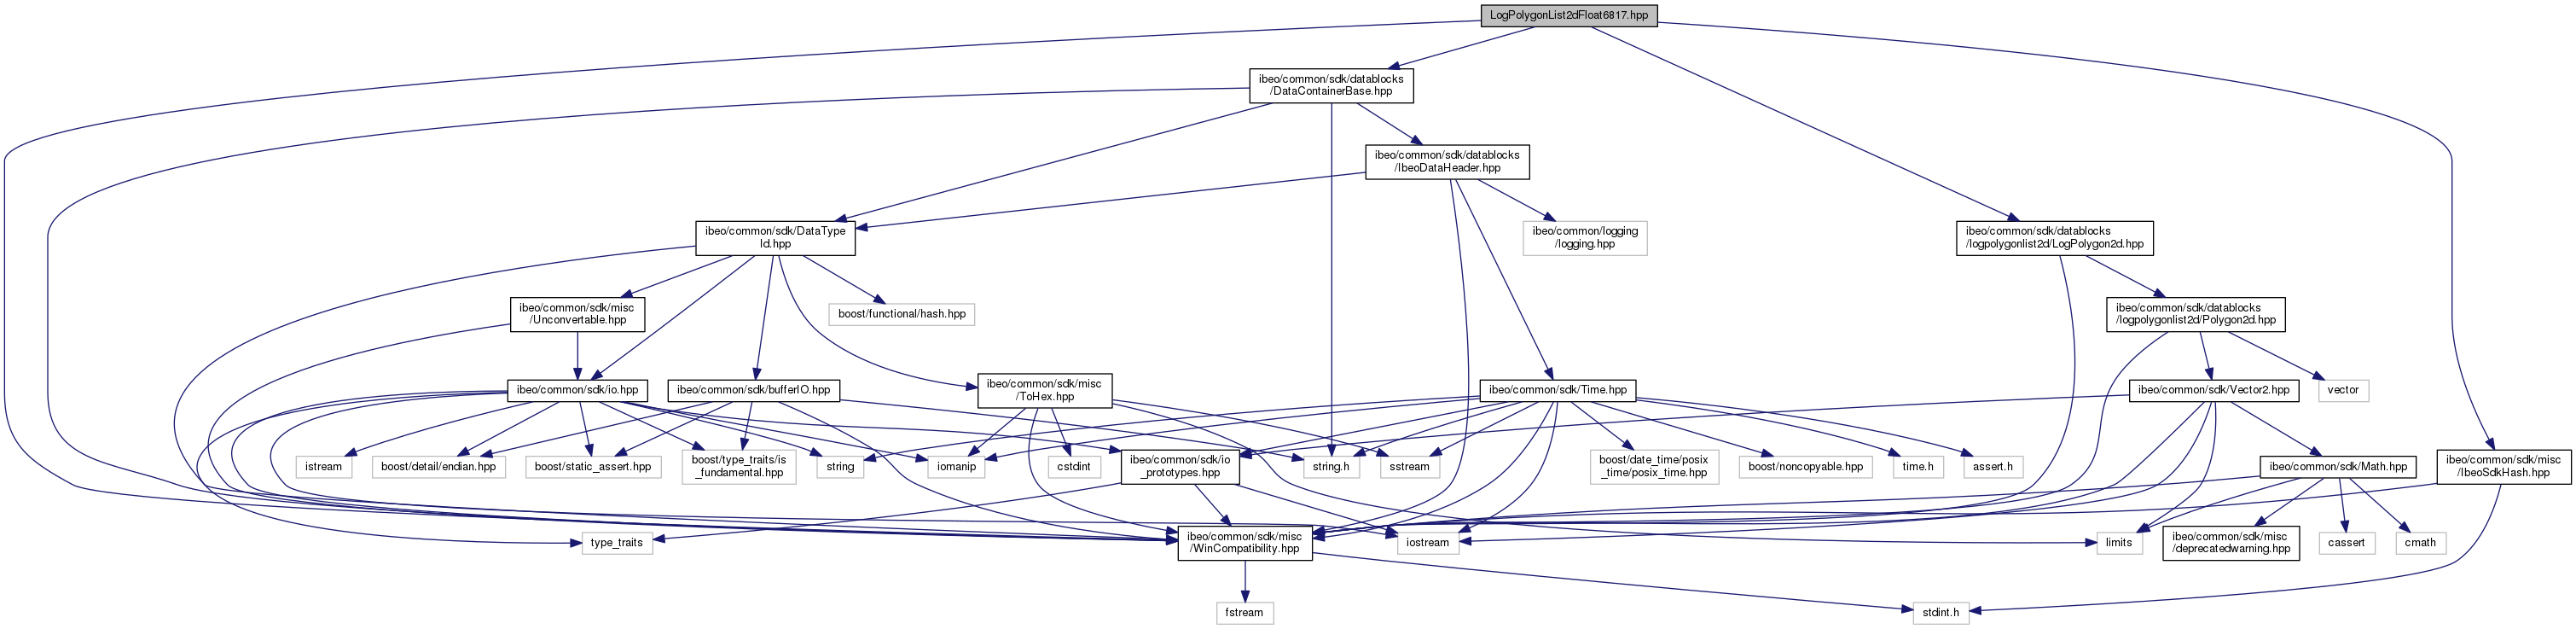 LogPolygonList2dFloat6817.hpp
ibeo/common/sdk/datablocks
/DataContainerBase.hpp
ibeo/common/sdk/datablocks
/IbeoDataHeader.hpp
ibeo/common/sdk/DataType
Id.hpp
ibeo/common/logging
/logging.hpp
ibeo/common/sdk/datablocks
/logpolygonlist2d/LogPolygon2d.hpp
ibeo/common/sdk/misc
/Unconvertable.hpp
boost/functional/hash.hpp
ibeo/common/sdk/datablocks
/logpolygonlist2d/Polygon2d.hpp
ibeo/common/sdk/io.hpp
ibeo/common/sdk/bufferIO.hpp
ibeo/common/sdk/misc
/ToHex.hpp
ibeo/common/sdk/Time.hpp
ibeo/common/sdk/Vector2.hpp
vector
istream
boost/detail/endian.hpp
boost/static_assert.hpp
boost/type_traits/is
_fundamental.hpp
string
iomanip
cstdint
ibeo/common/sdk/io
_prototypes.hpp
string.h
sstream
boost/date_time/posix
_time/posix_time.hpp
boost/noncopyable.hpp
time.h
assert.h
ibeo/common/sdk/Math.hpp
ibeo/common/sdk/misc
/IbeoSdkHash.hpp
type_traits
ibeo/common/sdk/misc
/WinCompatibility.hpp
iostream
limits
ibeo/common/sdk/misc
/deprecatedwarning.hpp
cassert
cmath
fstream
stdint.h